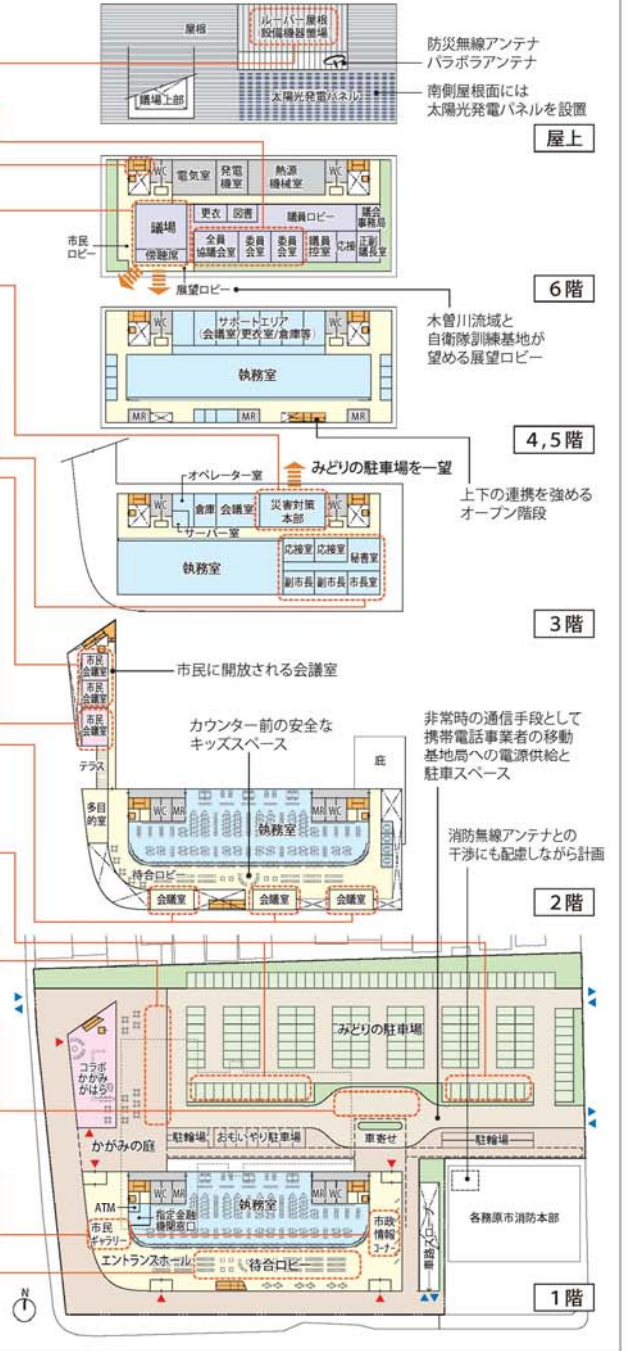 屋根
ルーバー屋根
設備機器置場
防災無線アンテナ
パラボラアンテナ
議場上部
太陽光発電パネル
南側屋根面には
太陽光発電パネルを設置
屋上
WC
電気室
発電
機室
熱源
機械室
WC
議場
傍聴席
更衣
図書
議員ロビー
議会
事務局
全員
協議会室
委員
会室
委員
会室
議員
控室
応接
正副
議長室
市民
ロビー
展望ロビー
6階
木曽川流域と
自衛隊訓練基地が
望める展望ロビー
WC
サポートエリア
(会議室/更衣室/倉庫等)
WC
執務室
MR
MR
MR
4,5階
上下の連携を強める
オープン階段
みどりの駐車場を一望
オペレーター室
WC
倉庫
会議室
災害対策
本部
WC
サーバー室
執務室
応接室
応接室
秘書室
副市長
副市長
市長室
3階
市民
会議室
市民
会議室
市民
会議室
市民に開放される会議室
テラス
カウンター前の安全な
キッズスペース
庇
多目
的室
WC
MR
執務室
MR
WC
待合ロビー
会議室
会議室
会議室
2階
非常時の通信手段として
携帯電話事業者の移動
基地局への電源供給と
駐車スペース
消防無線アンテナとの
干渉にも配慮しながら計画
みどりの駐車場
コラボ
かがみ
がはら
かがみの庭
駐輪場
おもいやり駐車場
車寄せ
駐輪場
ATM
WC
MR
執務室
MR
WC
指定金融
機関窓口
市民
ギャラリー
市政
情報
コーナー
エントランスホール
待合ロビー
車路スロープ
各務原市消防本部
1階
N